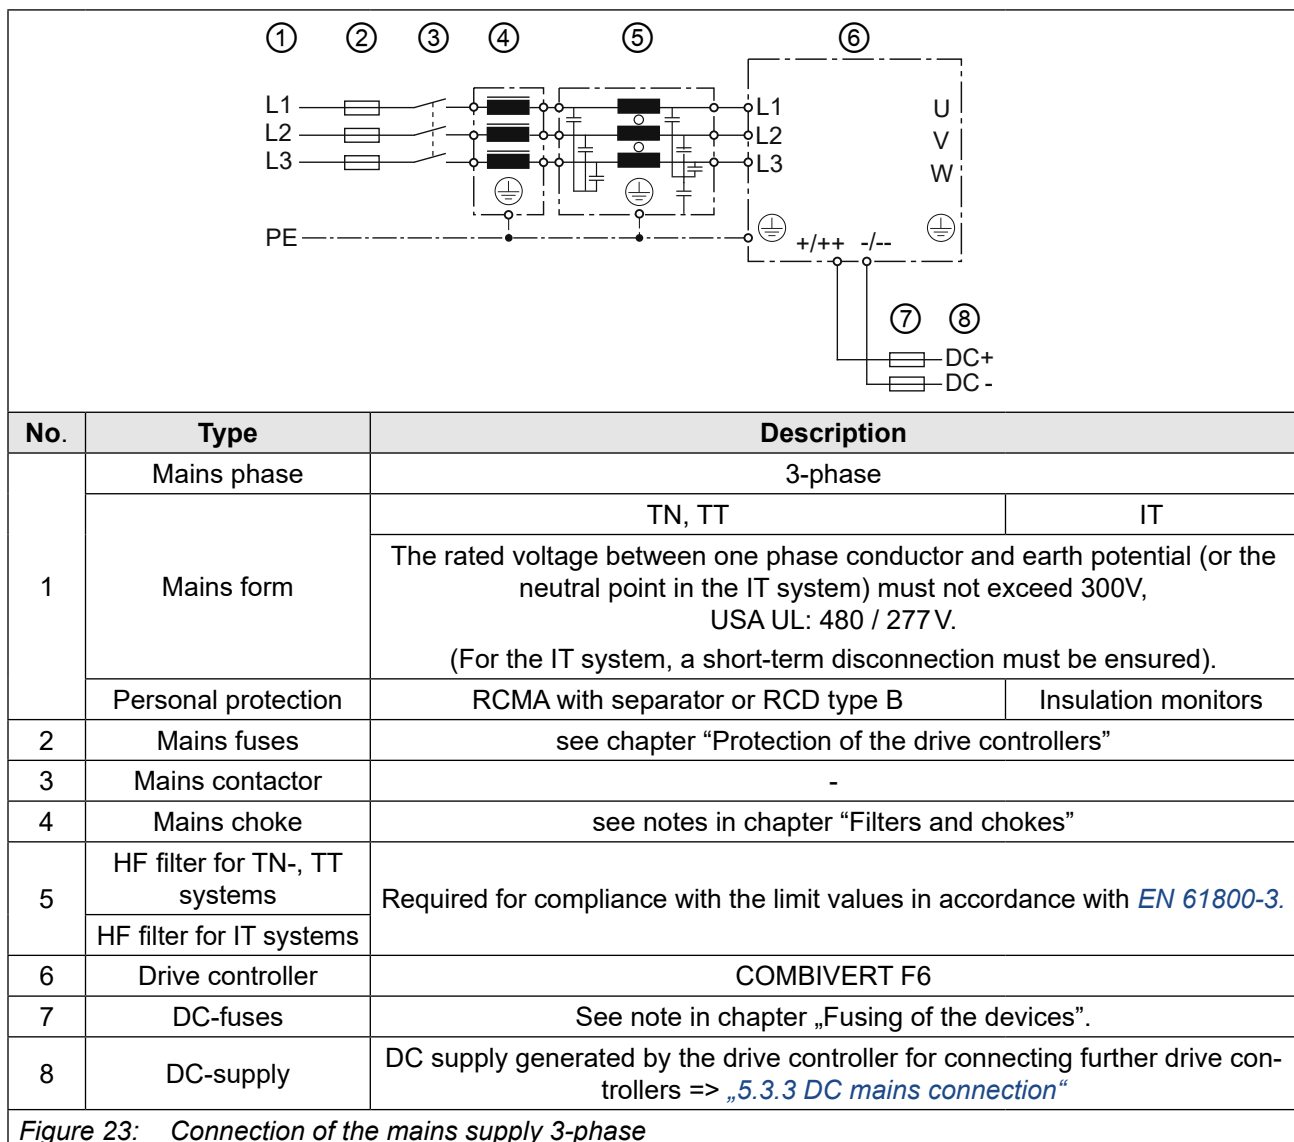 ① ② ③ ④ ⑤ ⑥
L1 L1 U
L2 L2 V
L3 L3 W
PE +/++ -/--
⑦ ⑧
DC+
DC -
No. Type Description
1 Mains phase 3-phase
Mains form TN, TT IT
The rated voltage between one phase conductor and earth potential (or the
neutral point in the IT system) must not exceed 300V,
USA UL: 480 / 277 V.
(For the IT system, a short-term disconnection must be ensured).
Personal protection RCMA with separator or RCD type B Insulation monitors
2 Mains fuses see chapter “Protection of the drive controllers”
3 Mains contactor -
4 Mains choke see notes in chapter “Filters and chokes”
5 HF filter for TN-, TT
systems
Required for compliance with the limit values in accordance with EN 61800-3.
HF filter for IT systems
6 Drive controller COMBIVERT F6
7 DC-fuses See note in chapter „Fusing of the devices”.
8 DC-supply DC supply generated by the drive controller for connecting further drive con-
trollers => „5.3.3 DC mains connection“
Figure 23: Connection of the mains supply 3-phase